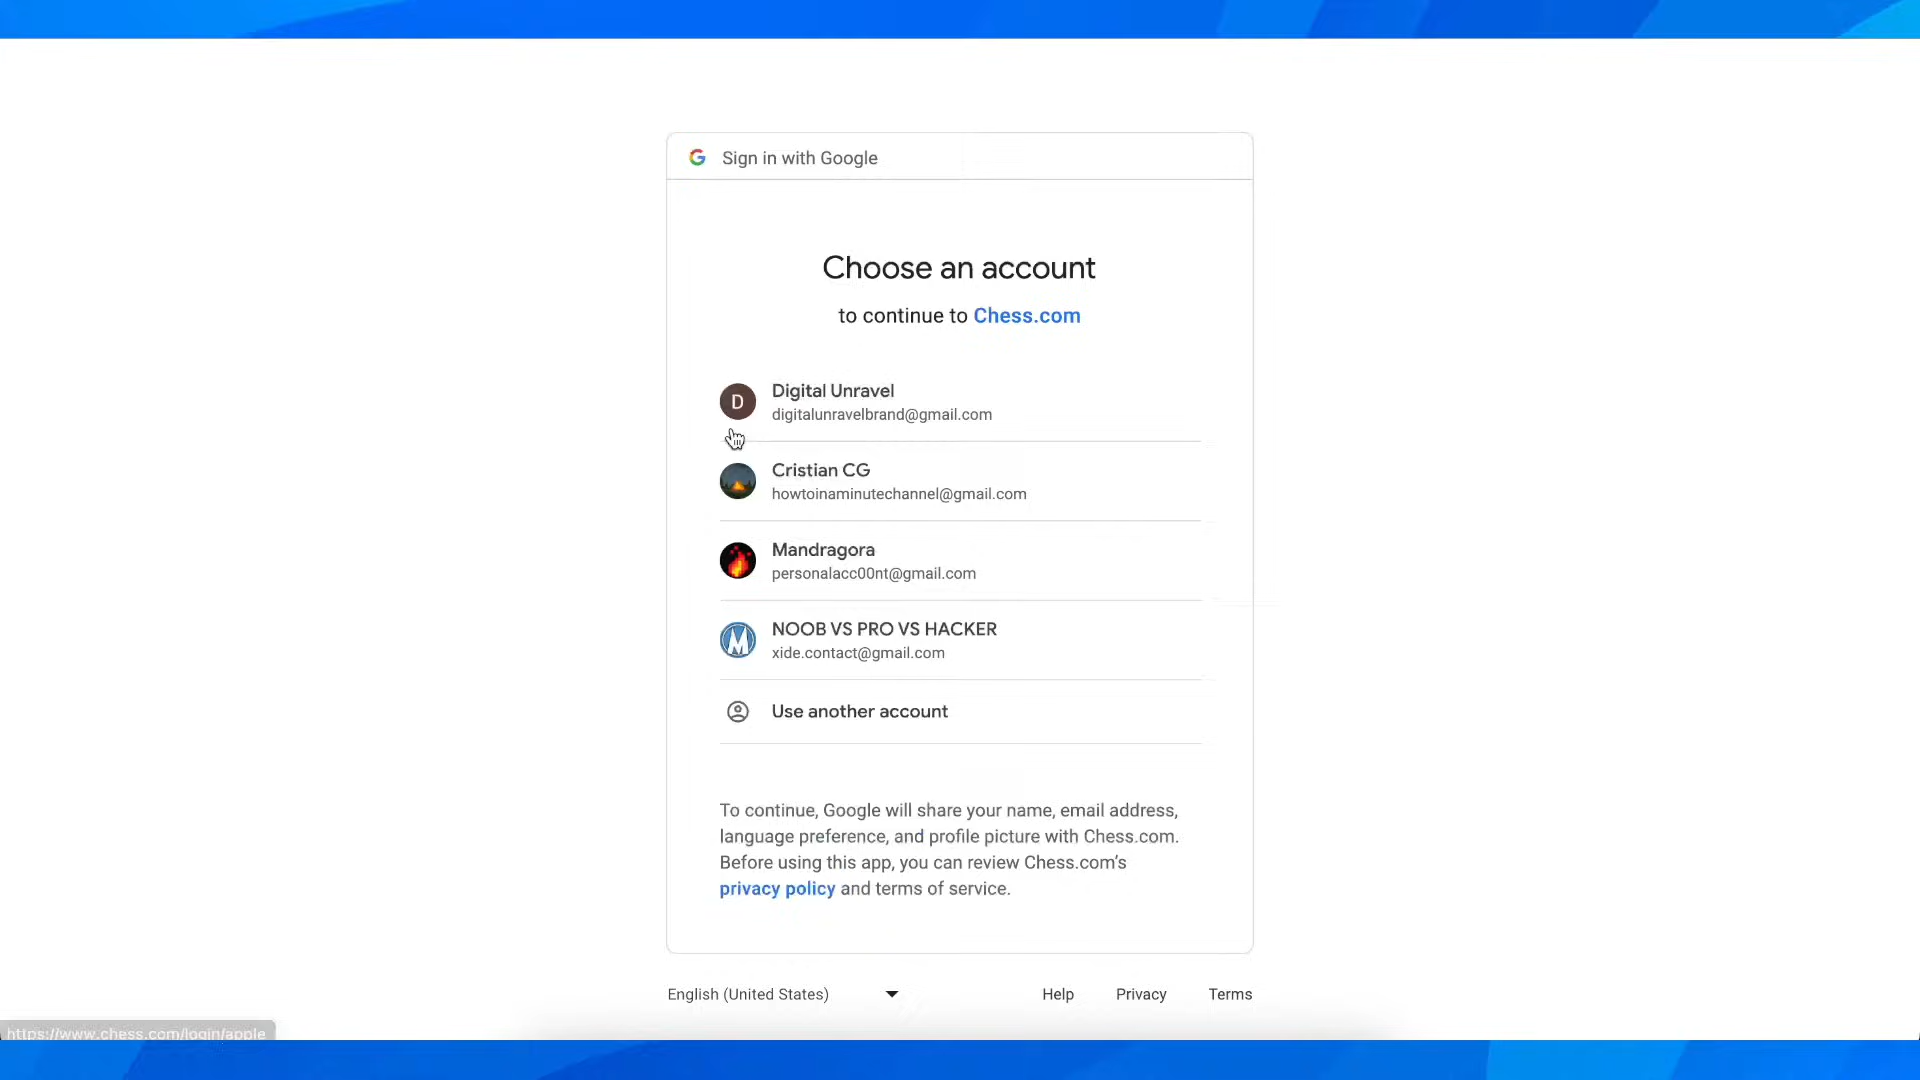 Sign in with Google
Choose an account
to continue to Chess.com
D
Digital Unravel
digitalunravelbrand@gmail.com
Cristian CG
howtoinaminutechannel@gmail.com
Mandragora
personalacc00nt@gmail.com
NOOB VS PRO VS HACKER
xide.contact@gmail.com
Use another account
To continue, Google will share your name, email address,
language preference, and profile picture with Chess.com.
Before using this app, you can review Chess.com's
privacy policy and terms of service.
English (United States)
Help
Privacy
Terms
https://www.chess.com/login/apple